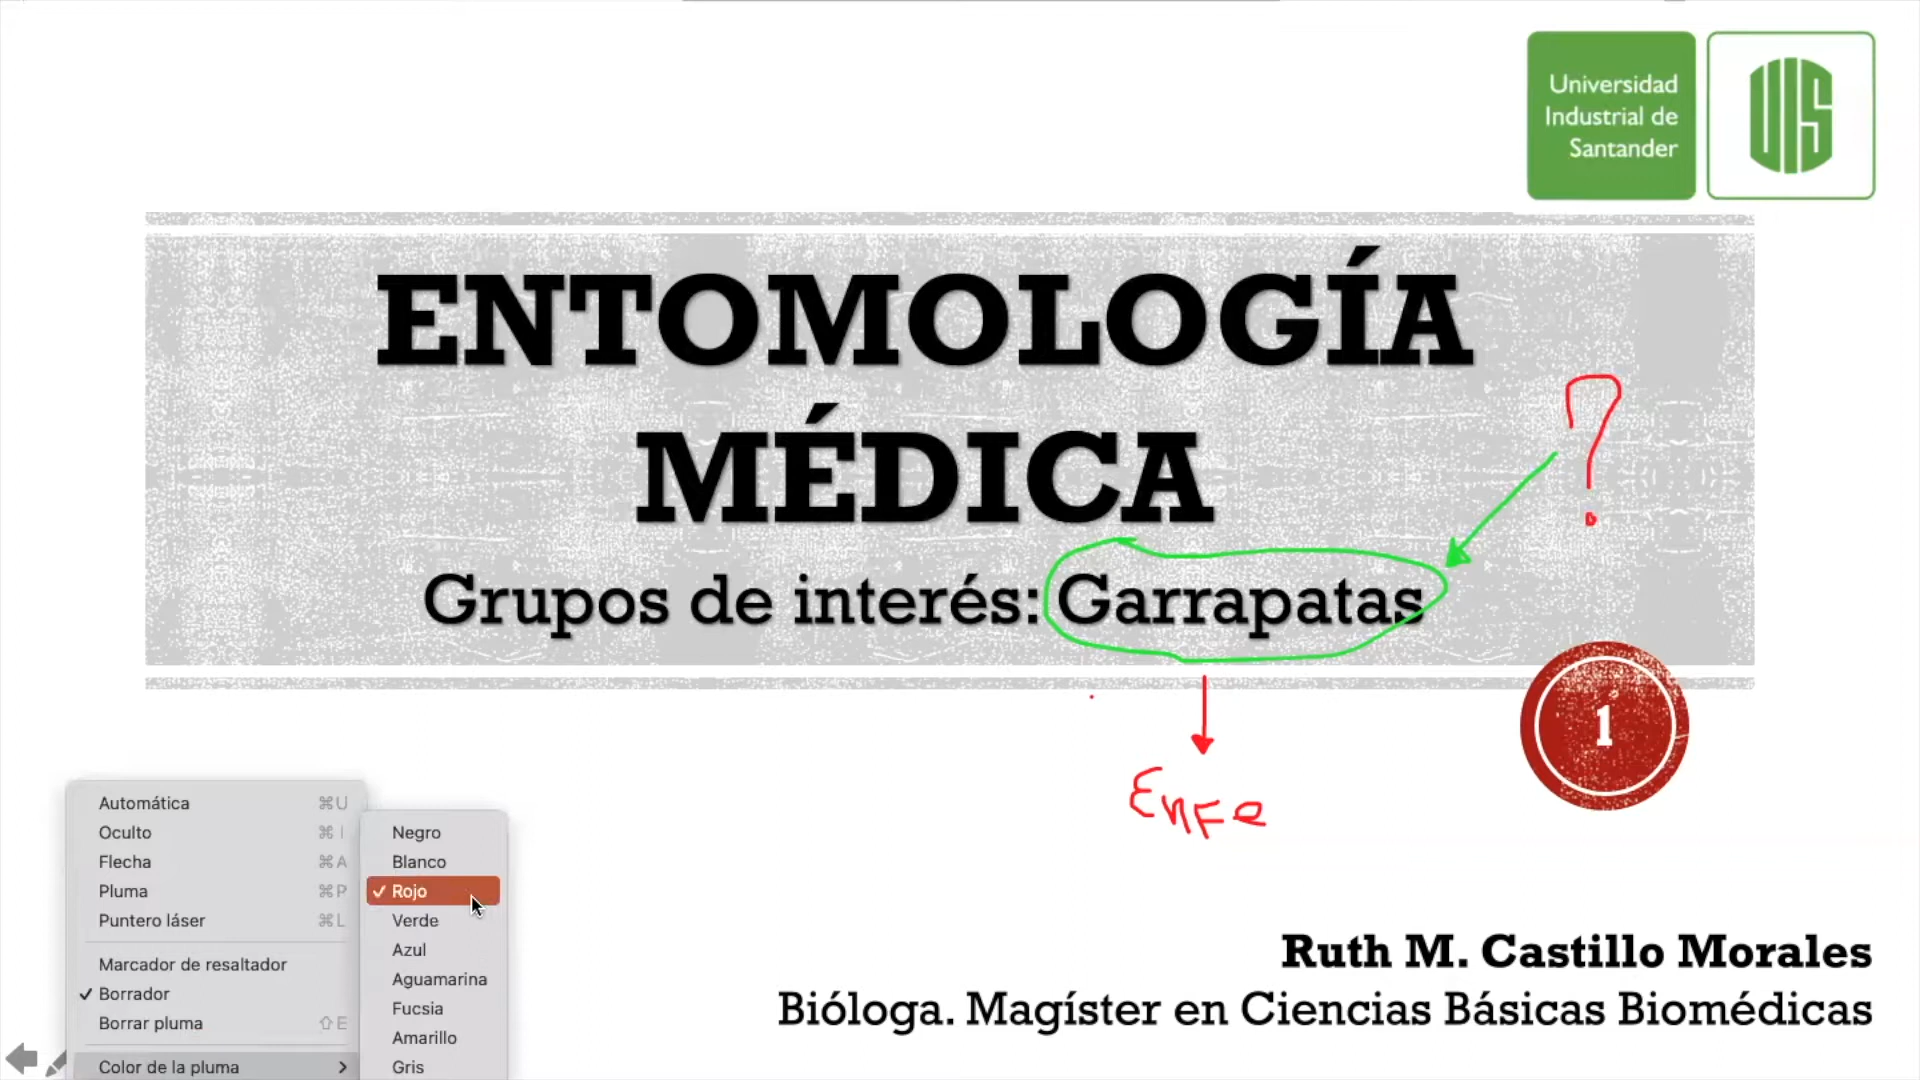 Universidad
Industrial de
Santander
UIS
ENTOMOLOGÍA
MÉDICA
Grupos de interés: Garrapatas
?
1
Enfe
Automática ⌘U
Oculto ⌘I
Flecha ⌘A
Pluma ⌘P
Puntero láser ⌘L
Marcador de resaltador
✓ Borrador
Borrar pluma ⇧E
Color de la pluma >
Negro
Blanco
✓ Rojo
Verde
Azul
Aguamarina
Fucsia
Amarillo
Gris
Ruth M. Castillo Morales
Bióloga. Magíster en Ciencias Básicas Biomédicas